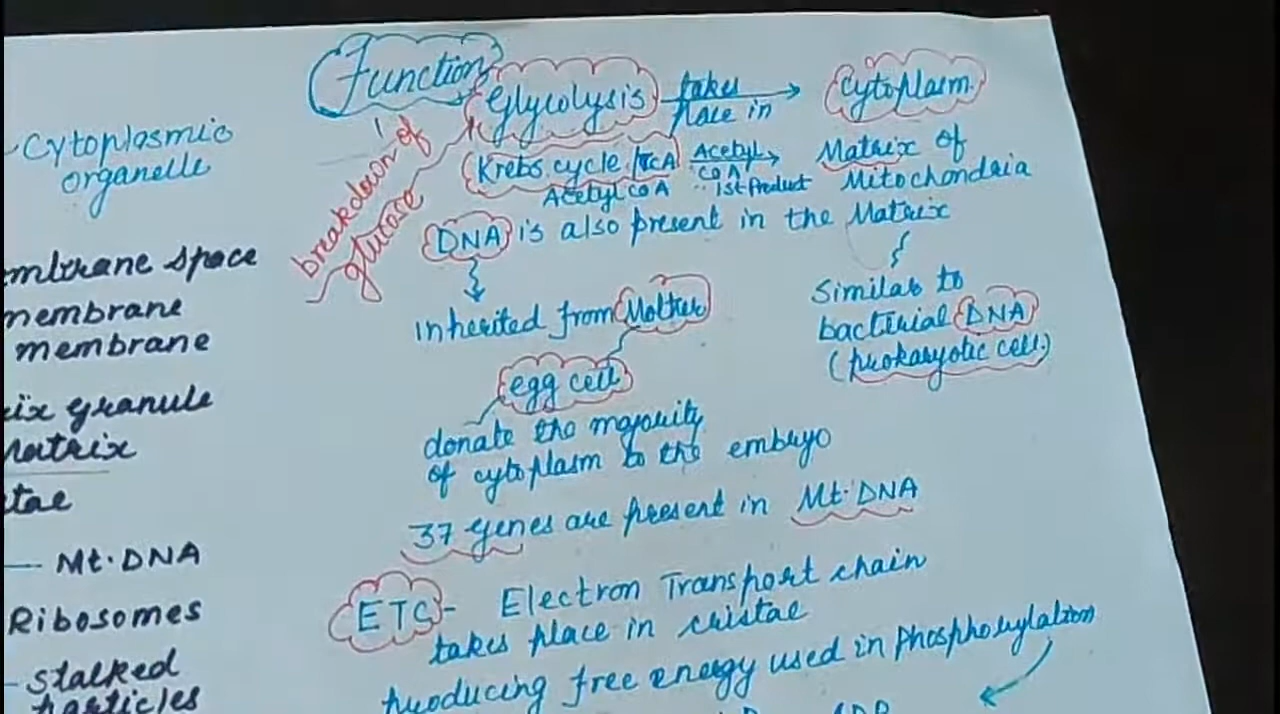 Function
Glycolysis takes place in → Cytoplasm
breakdown of glucose
Krebs cycle/TCA Acetyl CoA → Matrix of
Acetyl CoA 1st Product Mitochondria
DNA is also present in the Matrix
inherited from Mother
Similar to
bacterial DNA
(prokaryotic cell)
egg cell
donate the majority
of cytoplasm to the embryo
37 genes are present in Mt. DNA
ETC - Electron Transport chain
takes place in cristae
producing free energy used in phosphorylation
ADP
- Cytoplasmic
organelle
space
membrane
membrane
granule
Matrix
Mt. DNA
Ribosomes
- stalked
particles